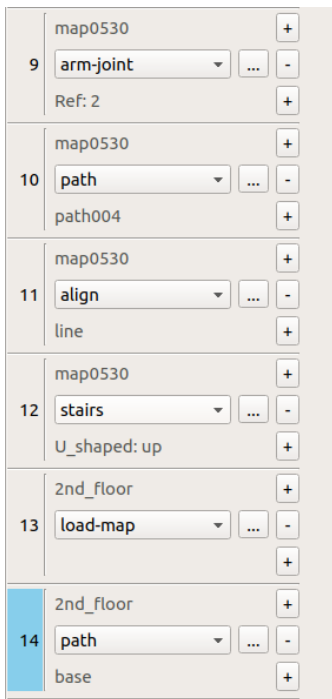 map0530 +
9 arm-joint ... -
Ref: 2 +
map0530 +
10 path ... -
path004 +
map0530 +
11 align ... -
line +
map0530 +
12 stairs ... -
U_shaped: up +
2nd_floor +
13 load-map ... -
+
2nd_floor +
14 path ... -
base +